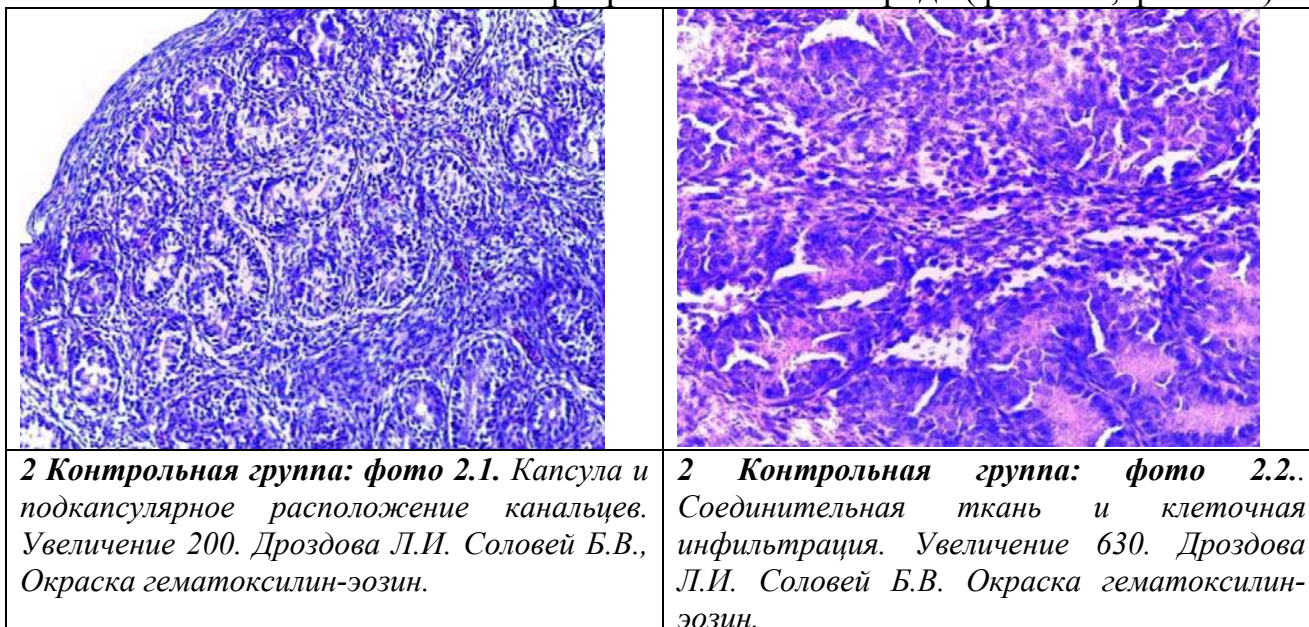 2 Контрольная группа: фото 2.1. Капсула и
подкапсулярное расположение канальцев.
Увеличение 200. Дроздова Л.И. Соловей Б.В.,
Окраска гематоксилин-эозин.
2 Контрольная группа: фото 2.2..
Соединительная ткань и клеточная
инфильтрация. Увеличение 630. Дроздова
Л.И. Соловей Б.В. Окраска гематоксилин-
эозин.